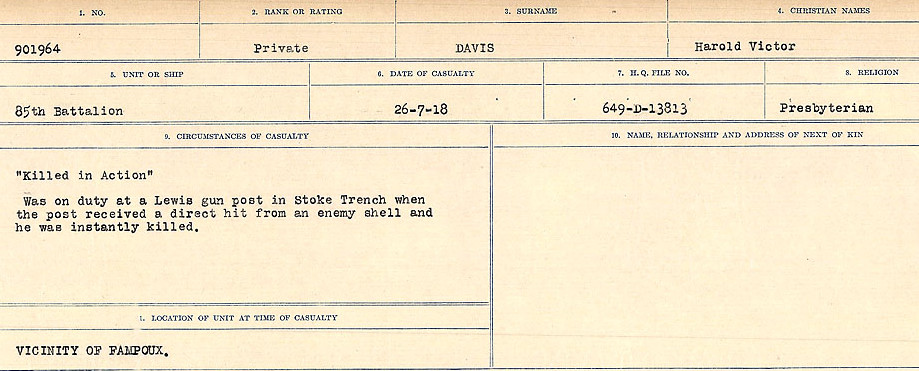 1. NO. 2. RANK OR RATING 3. SURNAME 4. CHRISTIAN NAMES
901964 Private DAVIS Harold Victor
5. UNIT OR SHIP 6. DATE OF CASUALTY 7. H.Q. FILE NO. 8. RELIGION
85th Battalion 26-7-18 649-D-13813 Presbyterian
9. CIRCUMSTANCES OF CASUALTY 10. NAME, RELATIONSHIP AND ADDRESS OF NEXT OF KIN
"Killed in Action"
Was on duty at a Lewis gun post in Stoke Trench when
the post received a direct hit from an enemy shell and
he was instantly killed.
1. LOCATION OF UNIT AT TIME OF CASUALTY
VICINITY OF FAMPOUX.